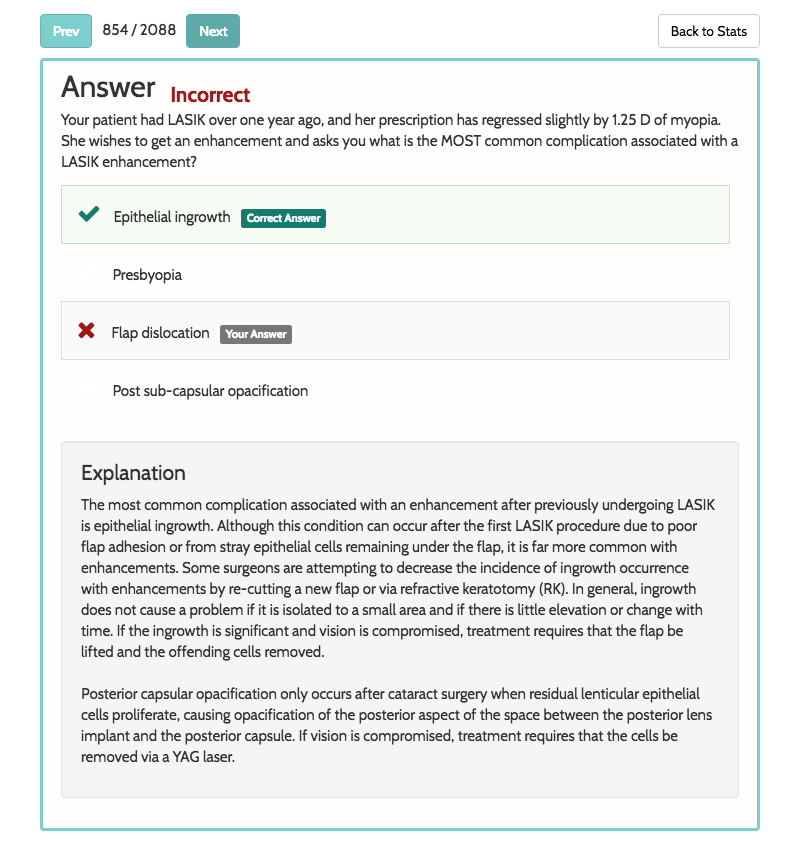 Prev 854 / 2088 Next Back to Stats
Answer Incorrect
Your patient had LASIK over one year ago, and her prescription has regressed slightly by 1.25 D of myopia.
She wishes to get an enhancement and asks you what is the MOST common complication associated with a
LASIK enhancement?
Epithelial ingrowth Correct Answer
Presbyopia
Flap dislocation Your Answer
Post sub-capsular opacification
Explanation
The most common complication associated with an enhancement after previously undergoing LASIK
is epithelial ingrowth. Although this condition can occur after the first LASIK procedure due to poor
flap adhesion or from stray epithelial cells remaining under the flap, it is far more common with
enhancements. Some surgeons are attempting to decrease the incidence of ingrowth occurrence
with enhancements by re-cutting a new flap or via refractive keratotomy (RK). In general, ingrowth
does not cause a problem if it is isolated to a small area and if there is little elevation or change with
time. If the ingrowth is significant and vision is compromised, treatment requires that the flap be
lifted and the offending cells removed.
Posterior capsular opacification only occurs after cataract surgery when residual lenticular epithelial
cells proliferate, causing opacification of the posterior aspect of the space between the posterior lens
implant and the posterior capsule. If vision is compromised, treatment requires that the cells be
removed via a YAG laser.